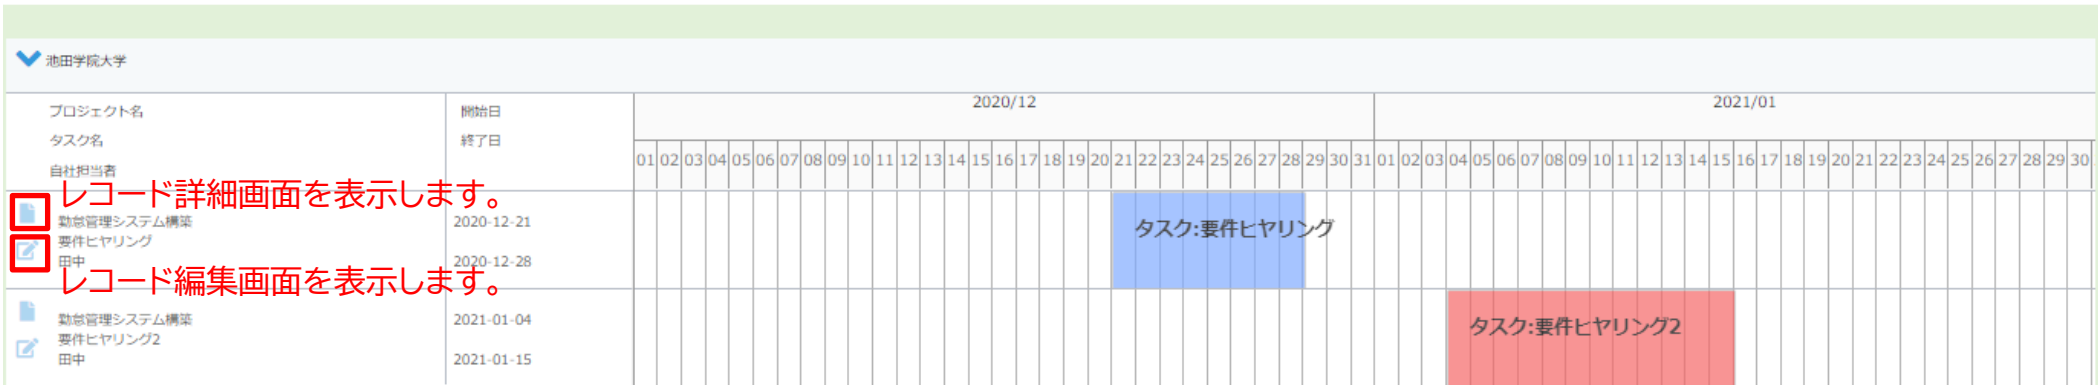 池田学院大学
プロジェクト名 開始日 2020/12 2021/01
タスク名 終了日
自社担当者 01 02 03 04 05 06 07 08 09 10 11 12 13 14 15 16 17 18 19 20 21 22 23 24 25 26 27 28 29 30 31 01 02 03 04 05 06 07 08 09 10 11 12 13 14 15 16 17 18 19 20 21 22 23 24 25 26 27 28 29 30
レコード詳細画面を表示します。
勤怠管理システム構築 2020-12-21 タスク:要件ヒヤリング
要件ヒヤリング
田中 2020-12-28
レコード編集画面を表示します。
勤怠管理システム構築 2021-01-04 タスク:要件ヒヤリング2
要件ヒヤリング2
田中 2021-01-15